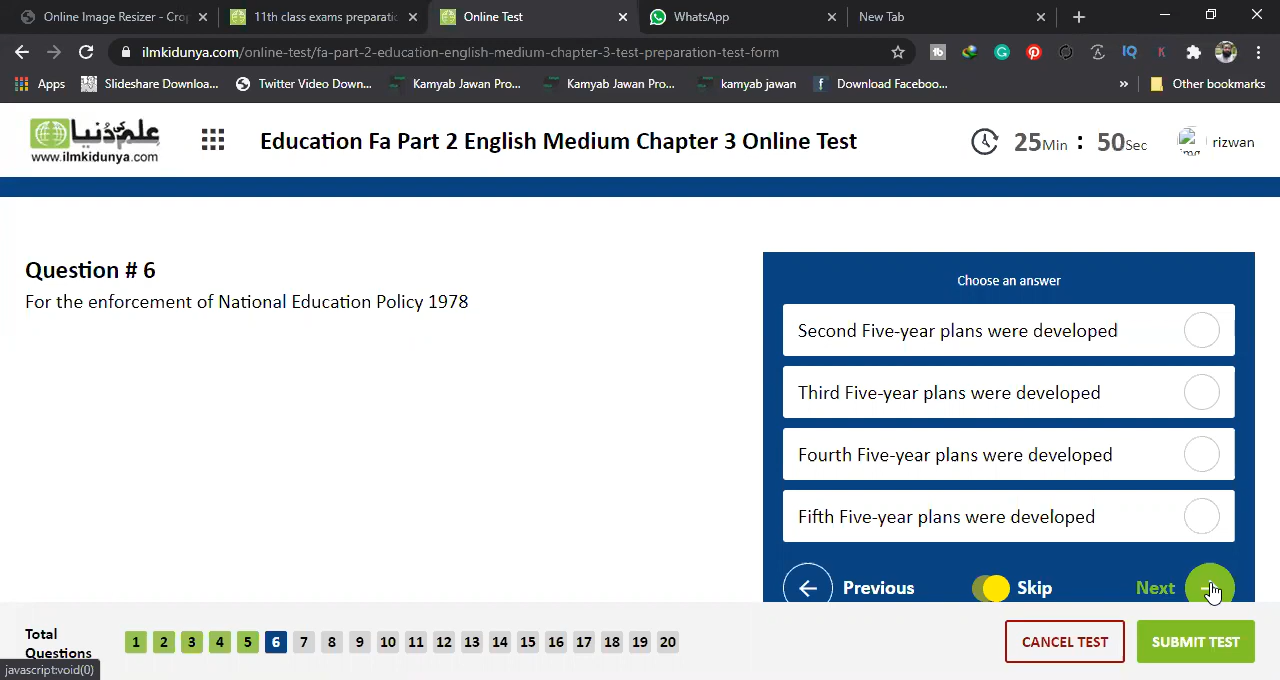 Online Image Resizer - Crop
11th class exams preparatio
Online Test
WhatsApp
New Tab
ilmkidunya.com/online-test/fa-part-2-education-english-medium-chapter-3-test-preparation-test-form
Apps
Slideshare Downloa...
Twitter Video Down...
Kamyab Jawan Pro...
Kamyab Jawan Pro...
kamyab jawan
Download Faceboo...
»
Other bookmarks
علم کی دُنیا
www.ilmkidunya.com
Education Fa Part 2 English Medium Chapter 3 Online Test
25Min : 50Sec
rizwan
Question # 6
For the enforcement of National Education Policy 1978
Choose an answer
Second Five-year plans were developed
Third Five-year plans were developed
Fourth Five-year plans were developed
Fifth Five-year plans were developed
Previous
Skip
Next
Total Questions
1 2 3 4 5 6 7 8 9 10 11 12 13 14 15 16 17 18 19 20
CANCEL TEST
SUBMIT TEST
javascript:void(0)